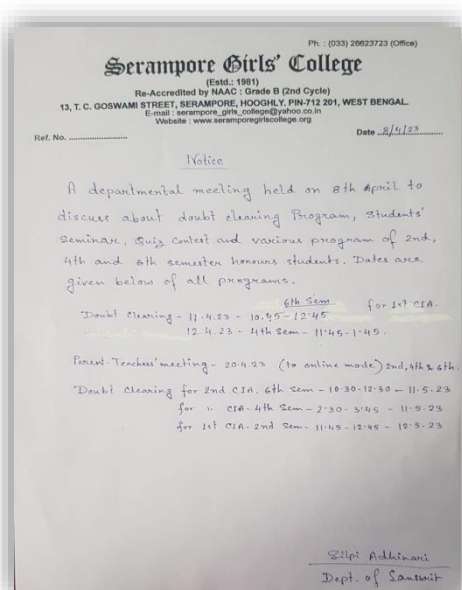 Ph. : (033) 26623723 (Office)
Serampore Girls' College
(Estd.: 1981)
Re-Accredited by NAAC : Grade B (2nd Cycle)
13, T. C. GOSWAMI STREET, SERAMPORE, HOOGHLY, PIN-712 201, WEST BENGAL.
E-mail : serampore_girls_college@yahoo.co.in
Website : www.seramporegirlscollege.org
Ref. No. .................... Date 8/4/23
Notice
A departmental meeting held on 8th April to
discuss about doubt clearing Program, Students'
Seminar, Quiz Contest and various program of 2nd,
4th and 6th semester honours students. Dates are
given below of all programs.
6th Sem
Doubt Clearing - 11.4.23 - 10.45-12.45 for 1st CIA.
12.4.23 - 4th Sem - 11.45-1.45.
Parent-Teachers' meeting - 20.4.23 (to online mode) 2nd, 4th & 6th.
Doubt Clearing for 2nd CIA. 6th Sem - 10.30-12.30 - 11.5.23
for " CIA. 4th Sem - 2.30-3.45 - 11.5.23
for 1st CIA. 2nd Sem - 11.45-12.45 - 12.5.23
Silpi Adhikari
Dept. of Sanskrit